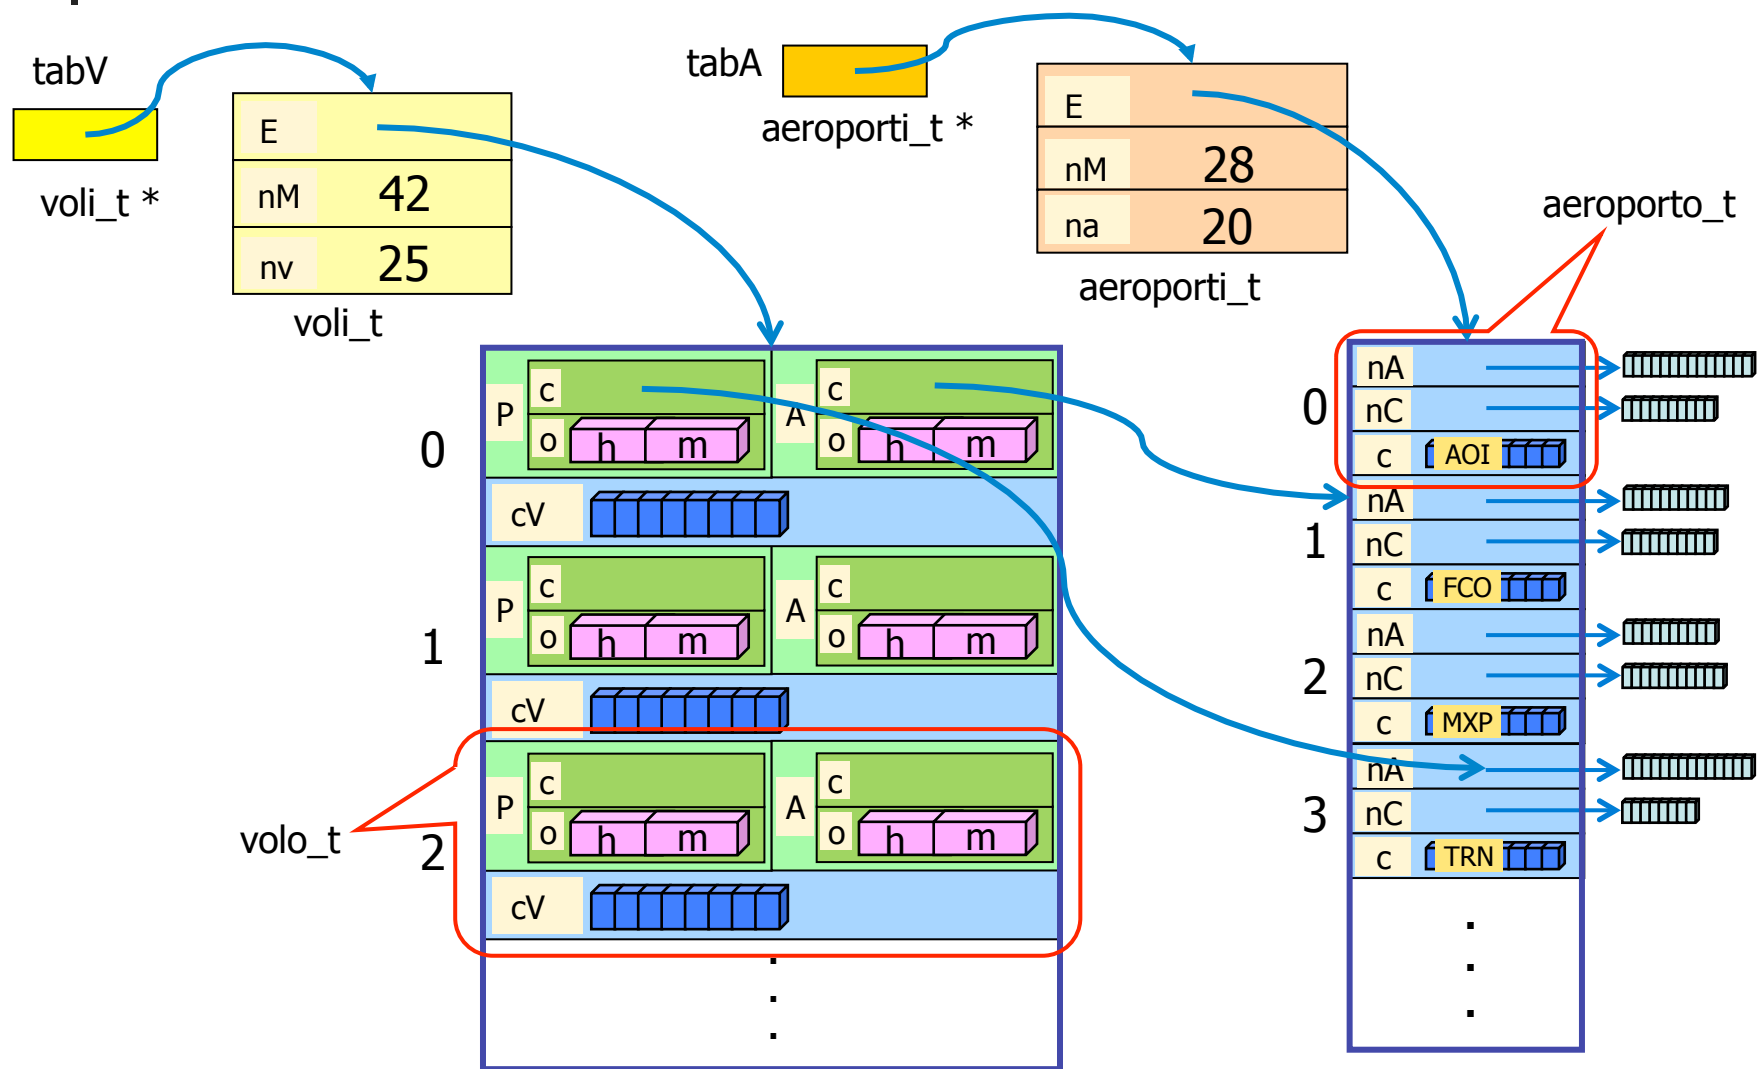 tabV
voli_t *
E
nM 42
nv 25
voli_t
tabA
aeroporti_t *
E
nM 28
na 20
aeroporti_t
aeroporto_t
0
P
c
o h m
A
c
o h m
cV
1
P
c
o h m
A
c
o h m
cV
volo_t
2
P
c
o h m
A
c
o h m
cV
.
.
.
0
nA
nC
c AOI
1
nA
nC
c FCO
2
nA
nC
c MXP
3
nA
nC
c TRN
.
.
.